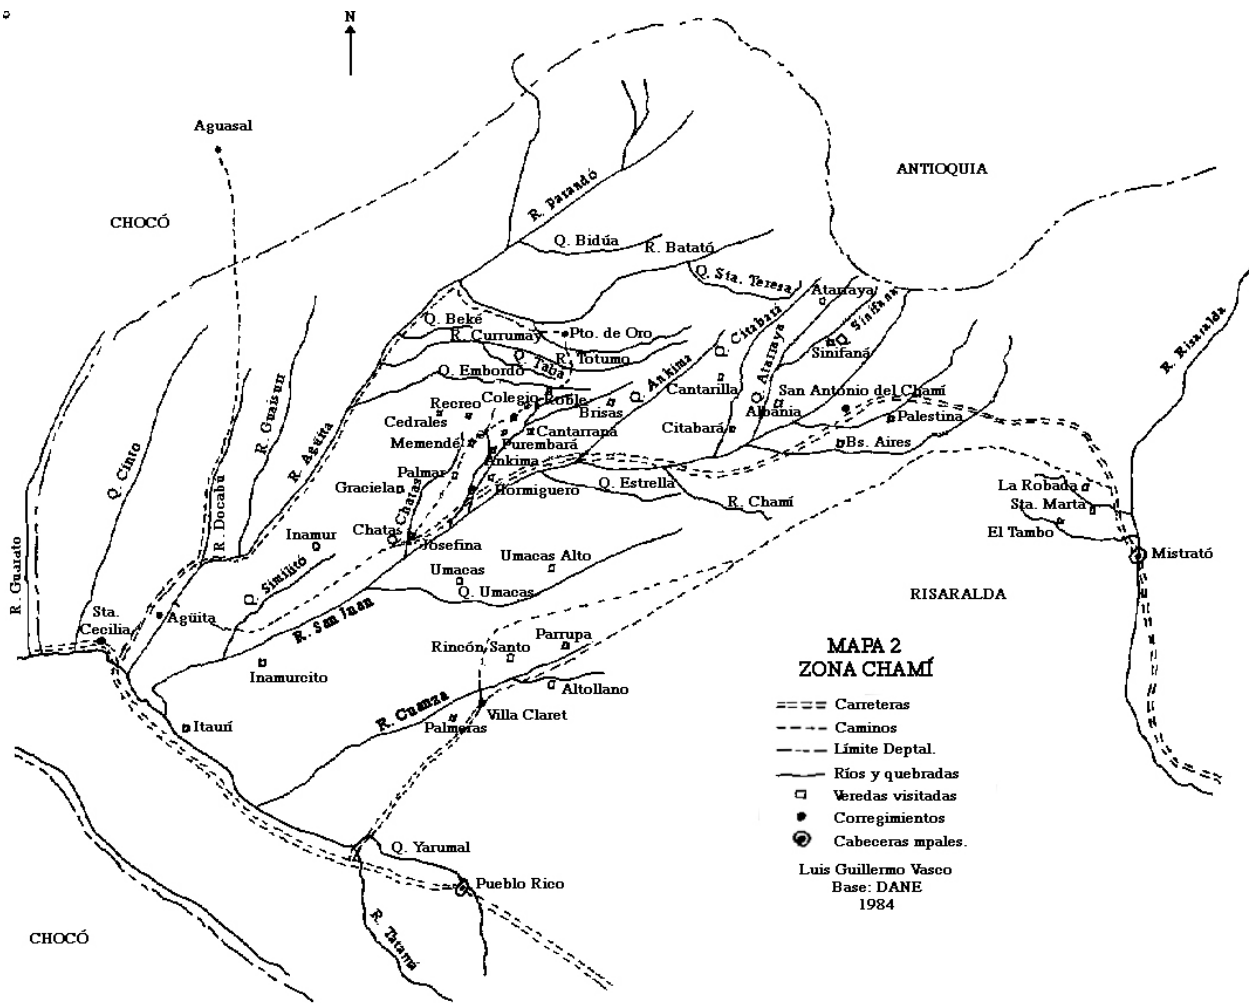 N
Aguasal
ANTIOQUIA
CHOCÓ
R. Parandó
Q. Bidúa
R. Batató
Q. Sta. Teresa
Atarraya
Q. Sinifaná
Q. Citabará
Q. Beké
R. Currumay
Pto. de Oro
R. Totumo
Q. Taba
Q. Atarraya
Sinifaná
R. Risaralda
Q. Embordo
Q. Ankima
Cantarilla
San Antonio del Chamí
Colegio
Roble
Recreo
Brisas
Albania
Palestina
Cedrales
Cantarrana
Citabará
Memendé
Purembará
Bs. Aires
R. Guaisur
R. Agüita
Ankima
Q. Cinto
Palmar
Hormiguero
Q. Estrella
La Robada
Gracielan
Q. Chatas
R. Chamí
Sta. Marta
R. Docabu
Chatas
Inamur
Josefina
El Tambo
Umacas Alto
Mistrató
R. Guarato
Q. Similitó
Umacas
Q. Umacas
RISARALDA
Sta.
Cecilia
Agüita
R. San Juan
Parrupa
Rincón Santo
Inamurcito
Altollano
R. Cuanza
Villa Claret
Itaurí
Palmeras
MAPA 2
ZONA CHAMÍ
Carreteras
Caminos
Límite Deptal.
Ríos y quebradas
Veredas visitadas
Corregimientos
Cabeceras mpales.
Luis Guillermo Vasco
Base: DANE
1984
Q. Yarumal
Pueblo Rico
R. Tatamá
CHOCÓ